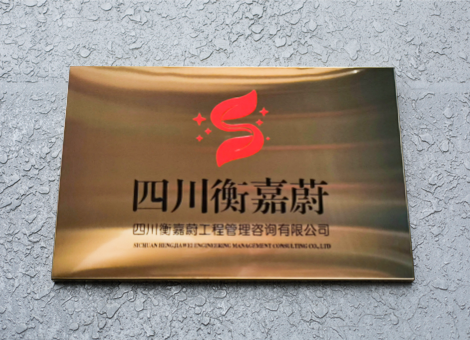 四川衡嘉蔚
四川衡嘉蔚工程管理咨询有限公司
SICHUAN HENGJIAWEI ENGINEERING MANAGEMENT CONSULTING CO., LTD